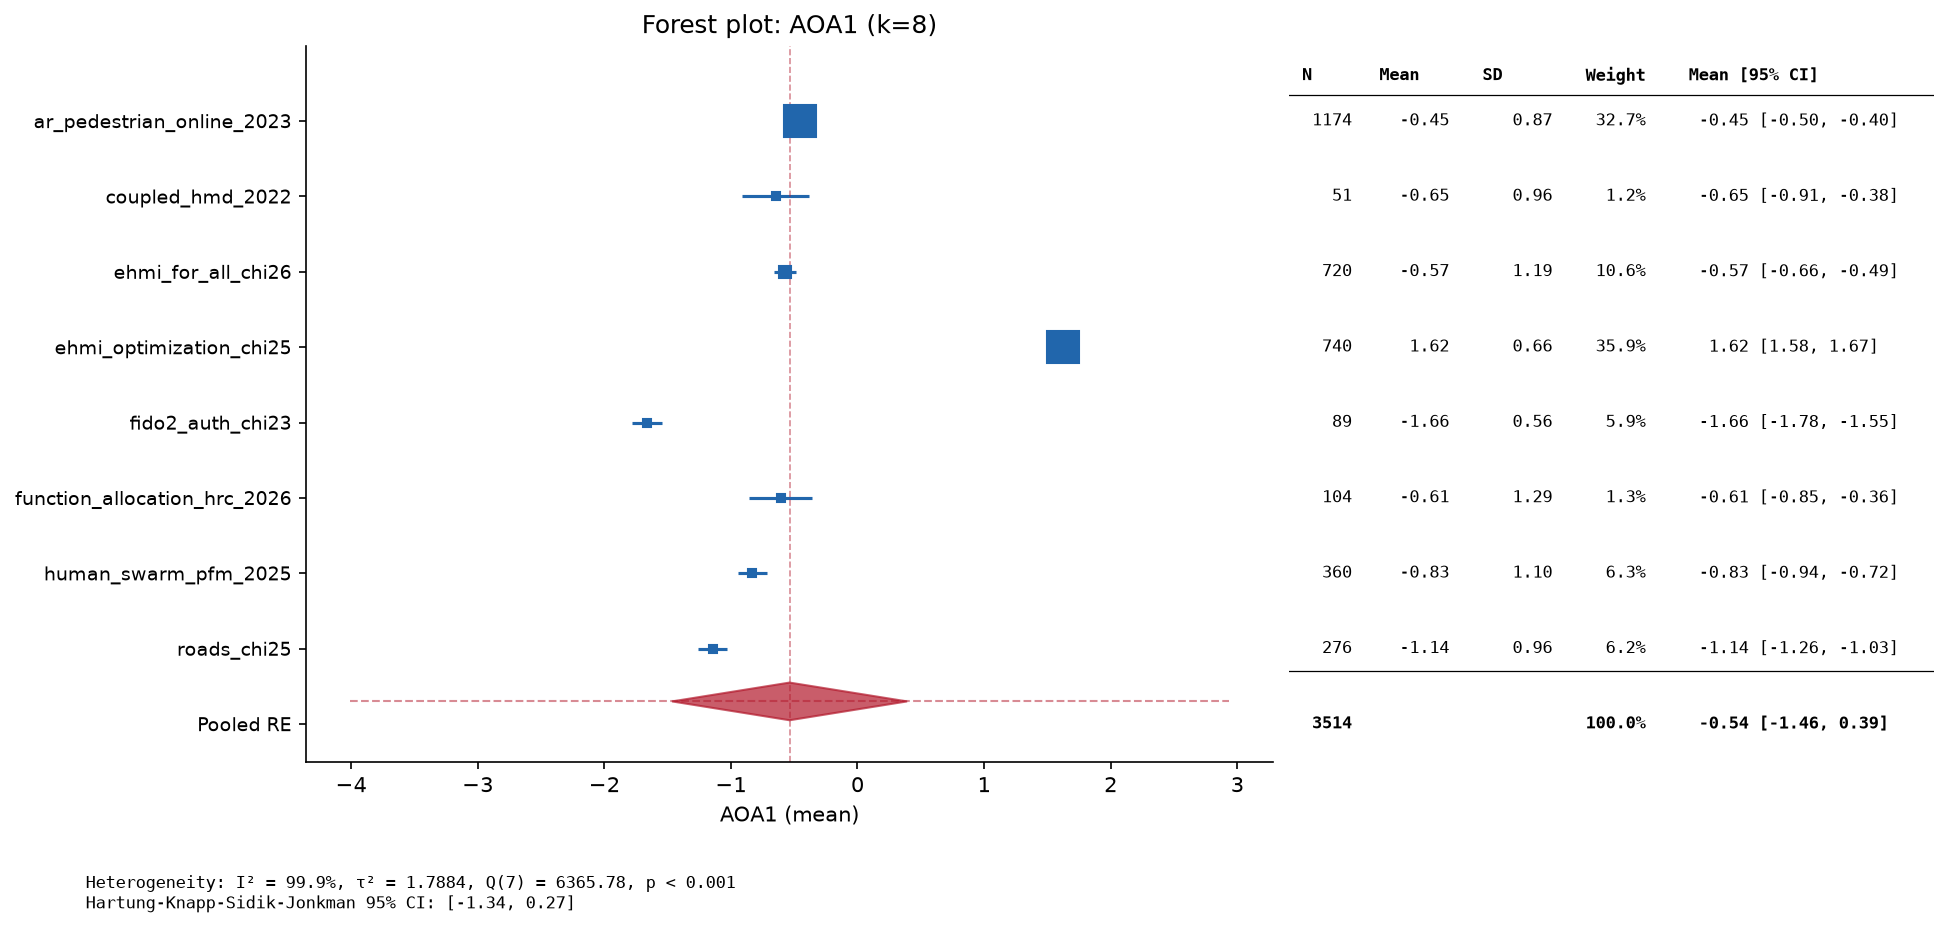 Forest plot: AOA1 (k=8)
N Mean SD Weight Mean [95% CI]
ar_pedestrian_online_2023 1174 -0.45 0.87 32.7% -0.45 [-0.50, -0.40]
coupled_hmd_2022 51 -0.65 0.96 1.2% -0.65 [-0.91, -0.38]
ehmi_for_all_chi26 720 -0.57 1.19 10.6% -0.57 [-0.66, -0.49]
ehmi_optimization_chi25 740 1.62 0.66 35.9% 1.62 [1.58, 1.67]
fido2_auth_chi23 89 -1.66 0.56 5.9% -1.66 [-1.78, -1.55]
function_allocation_hrc_2026 104 -0.61 1.29 1.3% -0.61 [-0.85, -0.36]
human_swarm_pfm_2025 360 -0.83 1.10 6.3% -0.83 [-0.94, -0.72]
roads_chi25 276 -1.14 0.96 6.2% -1.14 [-1.26, -1.03]
Pooled RE 3514 100.0% -0.54 [-1.46, 0.39]
−4 −3 −2 −1 0 1 2 3
AOA1 (mean)
Heterogeneity: I² = 99.9%, τ² = 1.7884, Q(7) = 6365.78, p < 0.001
Hartung-Knapp-Sidik-Jonkman 95% CI: [-1.34, 0.27]